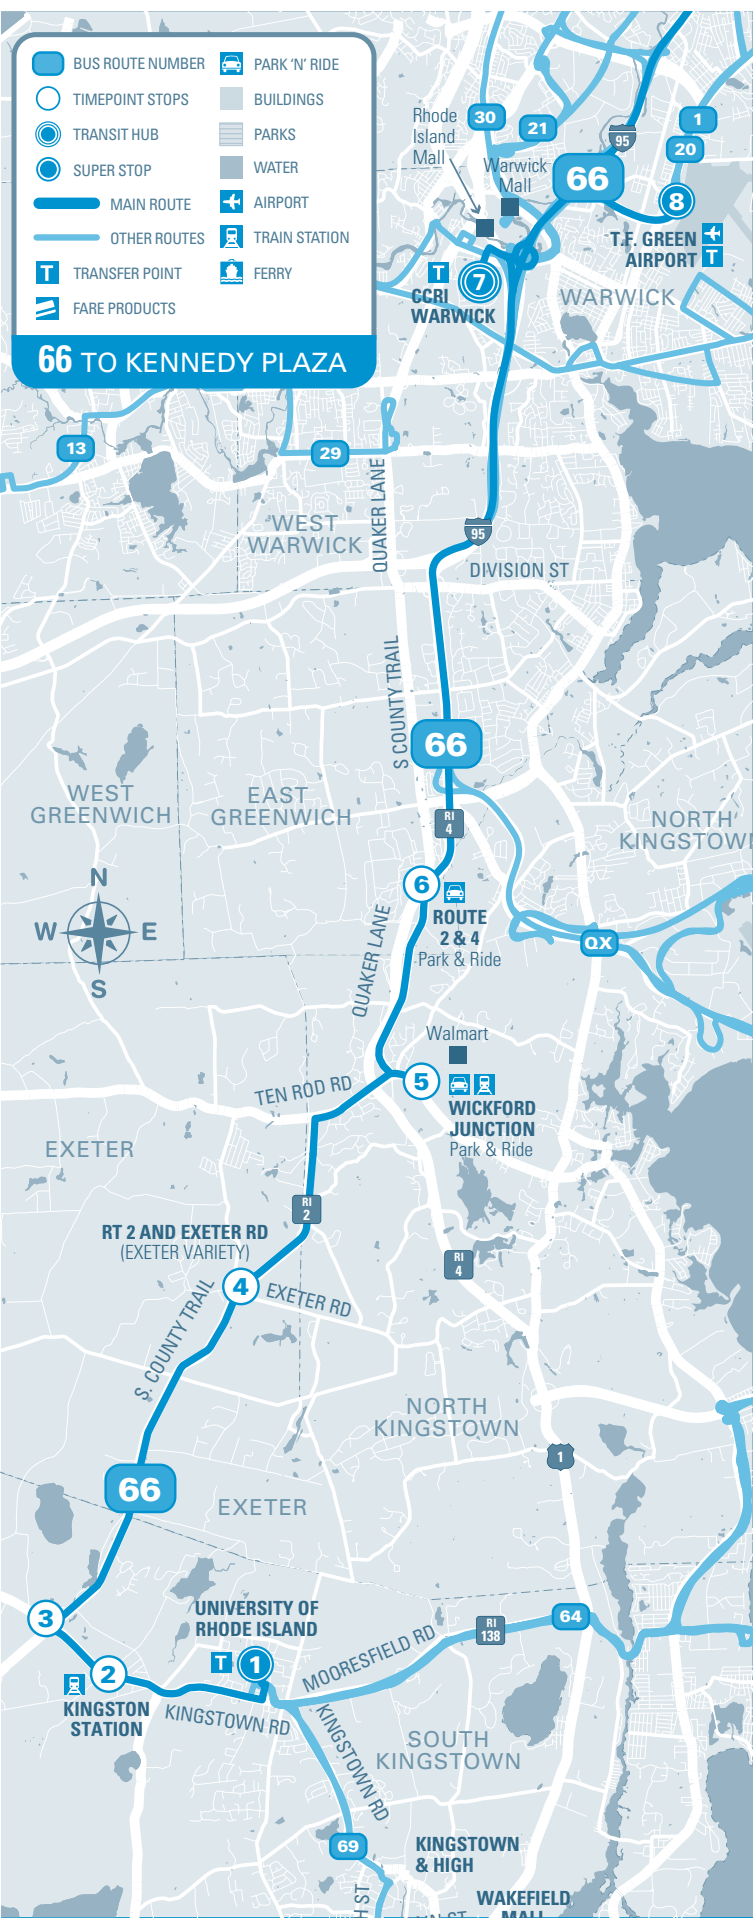 BUS ROUTE NUMBER
TIMEPOINT STOPS
TRANSIT HUB
SUPER STOP
MAIN ROUTE
OTHER ROUTES
T TRANSFER POINT
FARE PRODUCTS
PARK 'N' RIDE
BUILDINGS
PARKS
WATER
AIRPORT
TRAIN STATION
FERRY
66 TO KENNEDY PLAZA
Rhode
Island
Mall
30
21
95
1
20
Warwick
Mall
66
8
T.F. GREEN
AIRPORT
T
T
7
CCRI
WARWICK
WARWICK
13
29
QUAKER LANE
WEST
WARWICK
95
DIVISION ST
S COUNTY TRAIL
66
WEST
GREENWICH
EAST
GREENWICH
RI
4
NORTH
KINGSTOWN
N
W
E
S
6
ROUTE
2 & 4
Park & Ride
QUAKER LANE
QX
Walmart
5
TEN ROD RD
WICKFORD
JUNCTION
Park & Ride
EXETER
RI
2
RT 2 AND EXETER RD
(EXETER VARIETY)
RI
4
4
EXETER RD
S. COUNTY TRAIL
NORTH
KINGSTOWN
1
66
EXETER
3
UNIVERSITY OF
RHODE ISLAND
T
1
64
RI
138
MOORESFIELD RD
2
KINGSTON
STATION
KINGSTOWN RD
KINGSTOWN RD
SOUTH
KINGSTOWN
69
KINGSTOWN
& HIGH
WAKEFIELD
MALL
H ST
ST